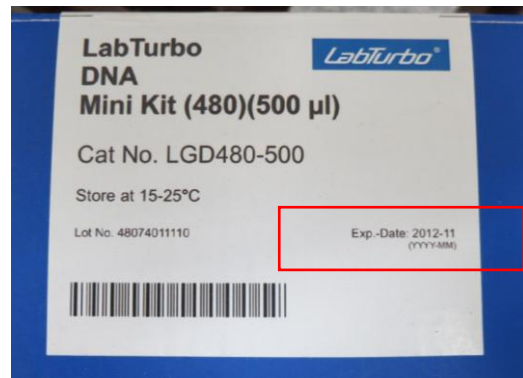 LabTurbo
LabTurbo®
DNA
Mini Kit (480)(500 µl)
Cat No. LGD480-500
Store at 15-25°C
Lot No. 48074011110
Exp.-Date: 2012-11
(YYYY-MM)